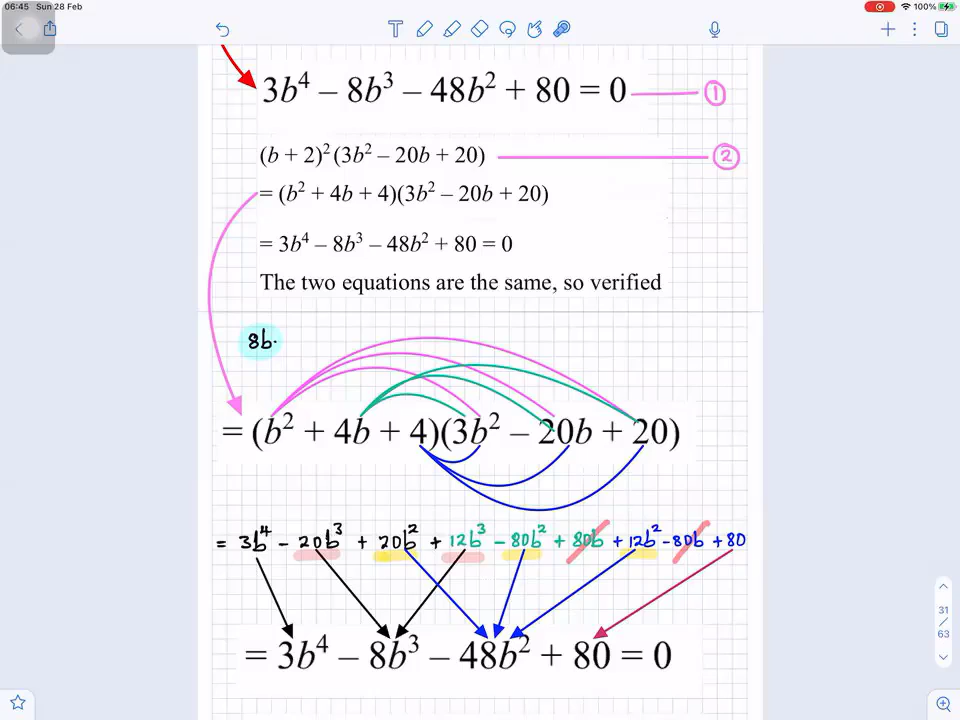 06:45 Sun 28 Feb 100%
3b⁴ – 8b³ – 48b² + 80 = 0 ①
(b + 2)² (3b² – 20b + 20) ②
= (b² + 4b + 4)(3b² – 20b + 20)
= 3b⁴ – 8b³ – 48b² + 80 = 0
The two equations are the same, so verified
8b.
= (b² + 4b + 4)(3b² – 20b + 20)
= 3b⁴ – 20b³ + 20b² + 12b³ – 80b² + 80b + 12b² – 80b + 80
= 3b⁴ – 8b³ – 48b² + 80 = 0
31
/
63